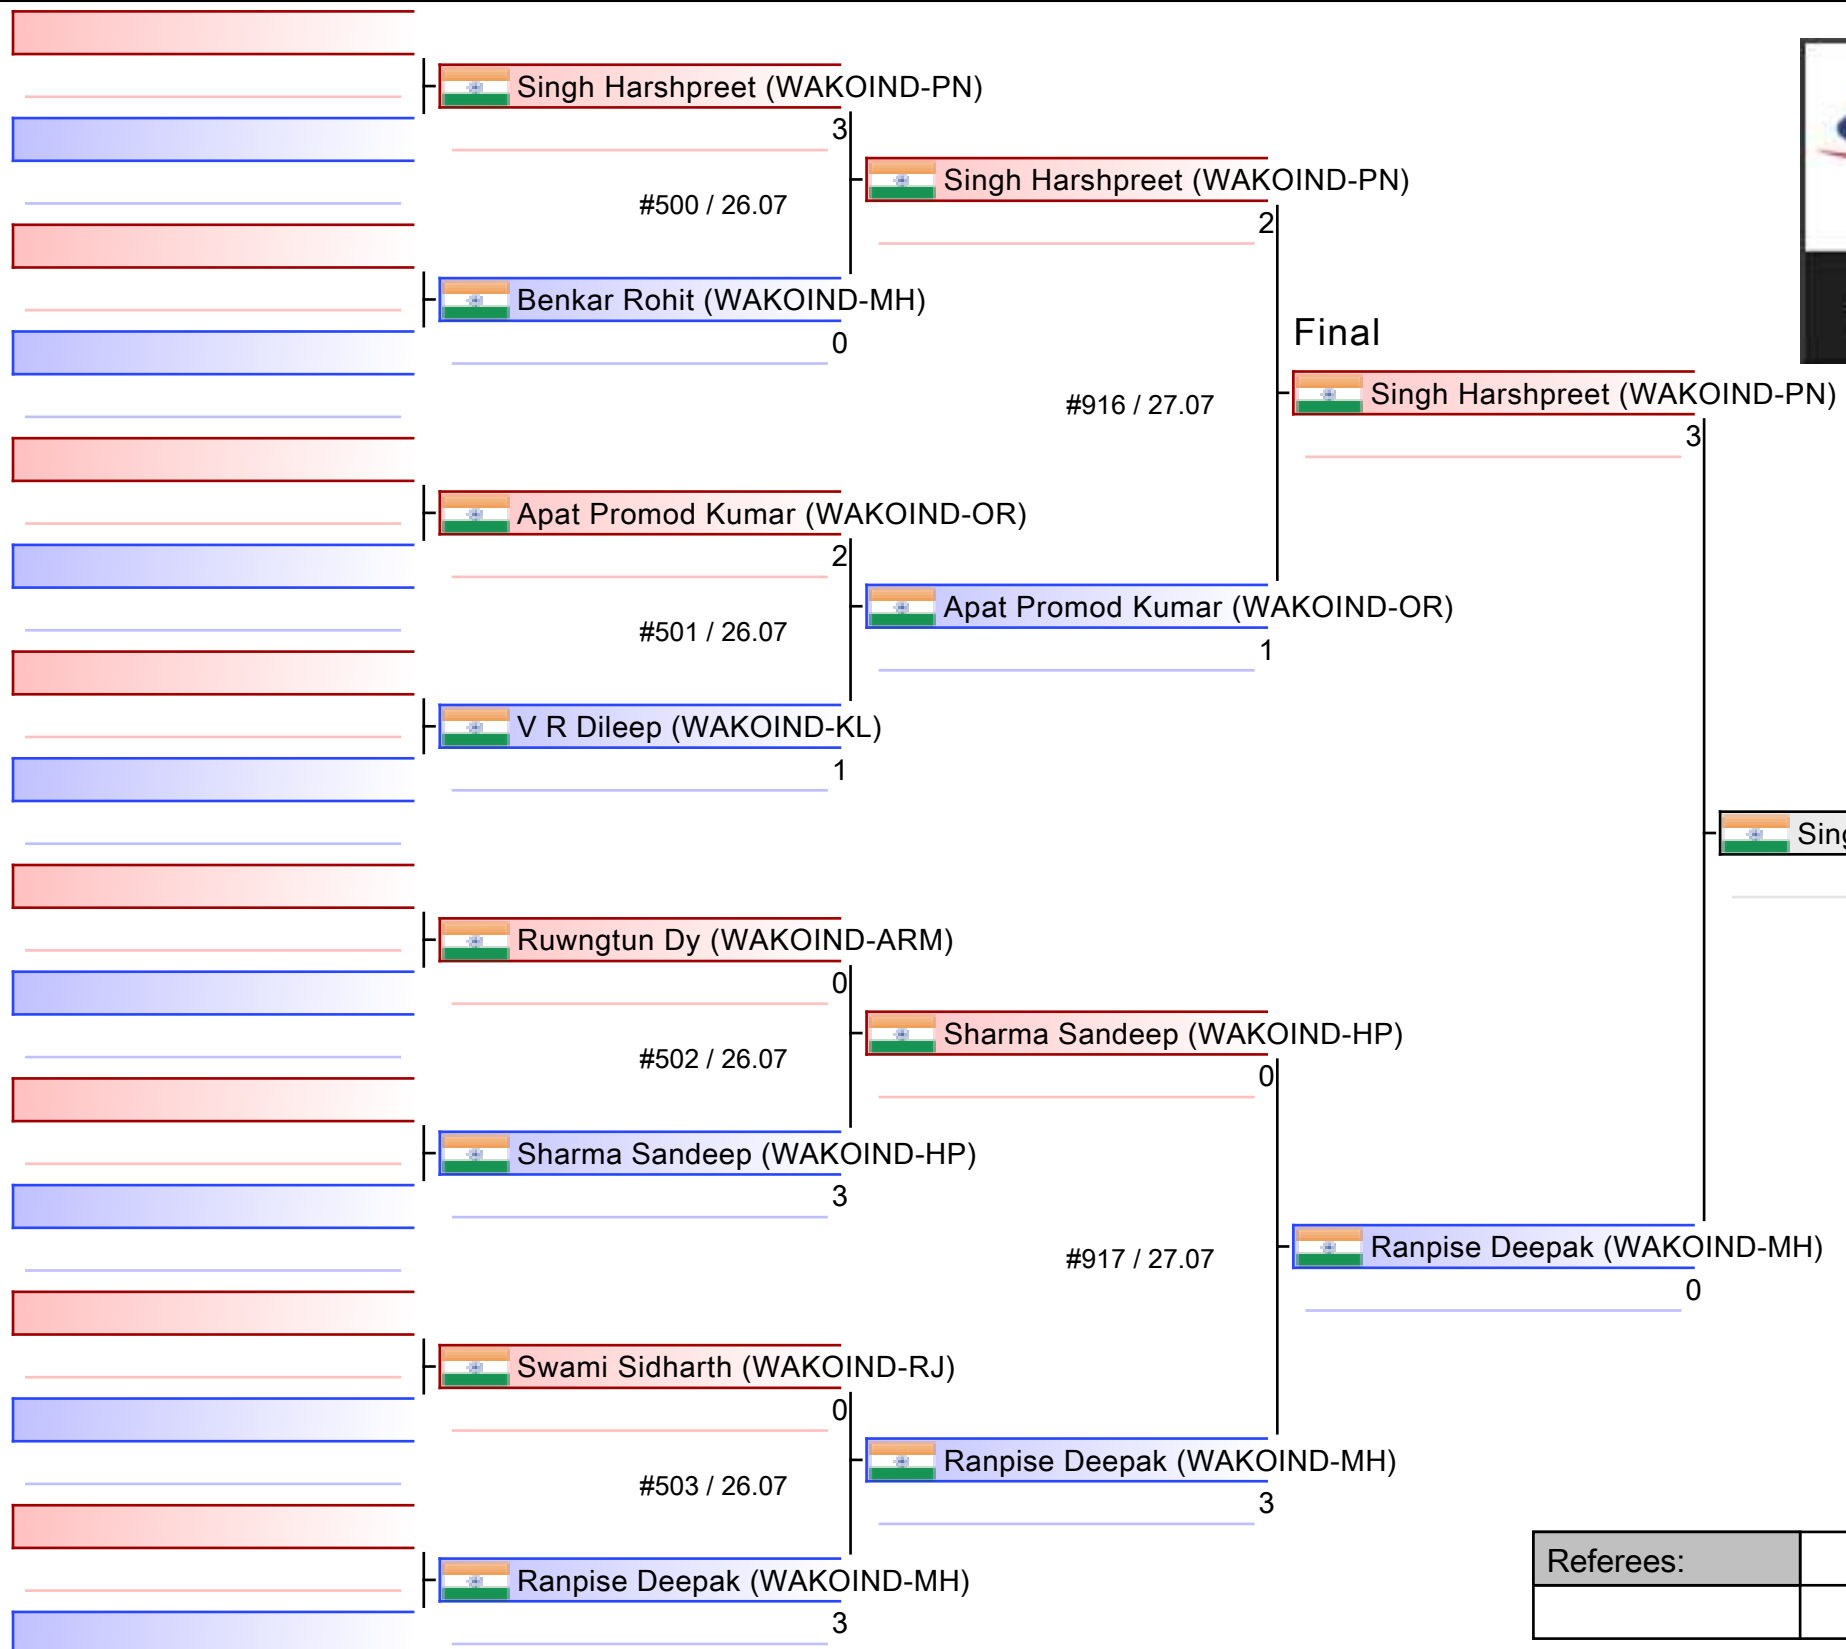 Singh Harshpreet (WAKOIND-PN)
3
Singh Harshpreet (WAKOIND-PN)
#500 / 26.07
2
Benkar Rohit (WAKOIND-MH)
0
Final
Singh Harshpreet (WAKOIND-PN)
#916 / 27.07
3
Apat Promod Kumar (WAKOIND-OR)
2
Apat Promod Kumar (WAKOIND-OR)
#501 / 26.07
1
V R Dileep (WAKOIND-KL)
1
Sing
Ruwngtun Dy (WAKOIND-ARM)
0
Sharma Sandeep (WAKOIND-HP)
#502 / 26.07
0
Sharma Sandeep (WAKOIND-HP)
3
#917 / 27.07
Ranpise Deepak (WAKOIND-MH)
0
Swami Sidharth (WAKOIND-RJ)
0
Ranpise Deepak (WAKOIND-MH)
#503 / 26.07
3
Ranpise Deepak (WAKOIND-MH)
3
Referees: